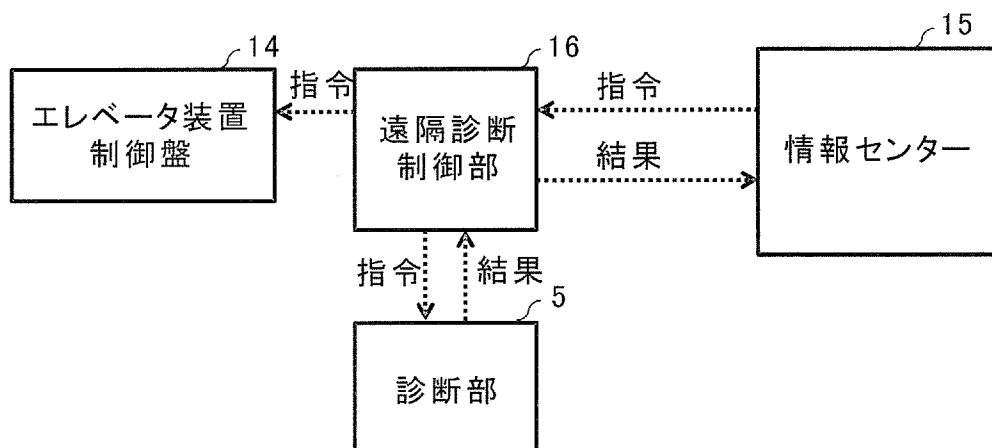 14
エレベータ装置
制御盤
指令
16
遠隔診断
制御部
指令
結果
15
情報センター
指令
結果
5
診断部